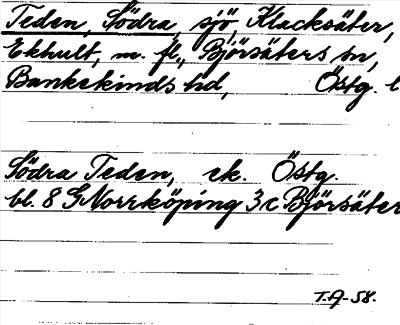 Teden, Södra, sjö, Klacksäter,
Ekhult, m. fl., Björsäters sn,
Bankekinds hd, Östg. l
Södra Teden, ek. Östg.
bl. 8 G Norrköping 3 c Björsäter
T.A-58.